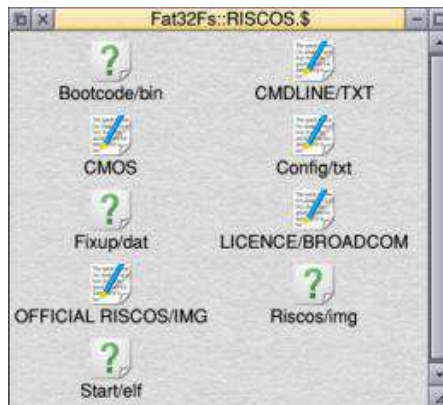 Fat32Fs::RISCOS.$
Bootcode/bin
CMDLINE/TXT
CMOS
Config/txt
Fixup/dat
LICENCE/BROADCOM
OFFICIAL RISCOS/IMG
Riscos/img
Start/elf